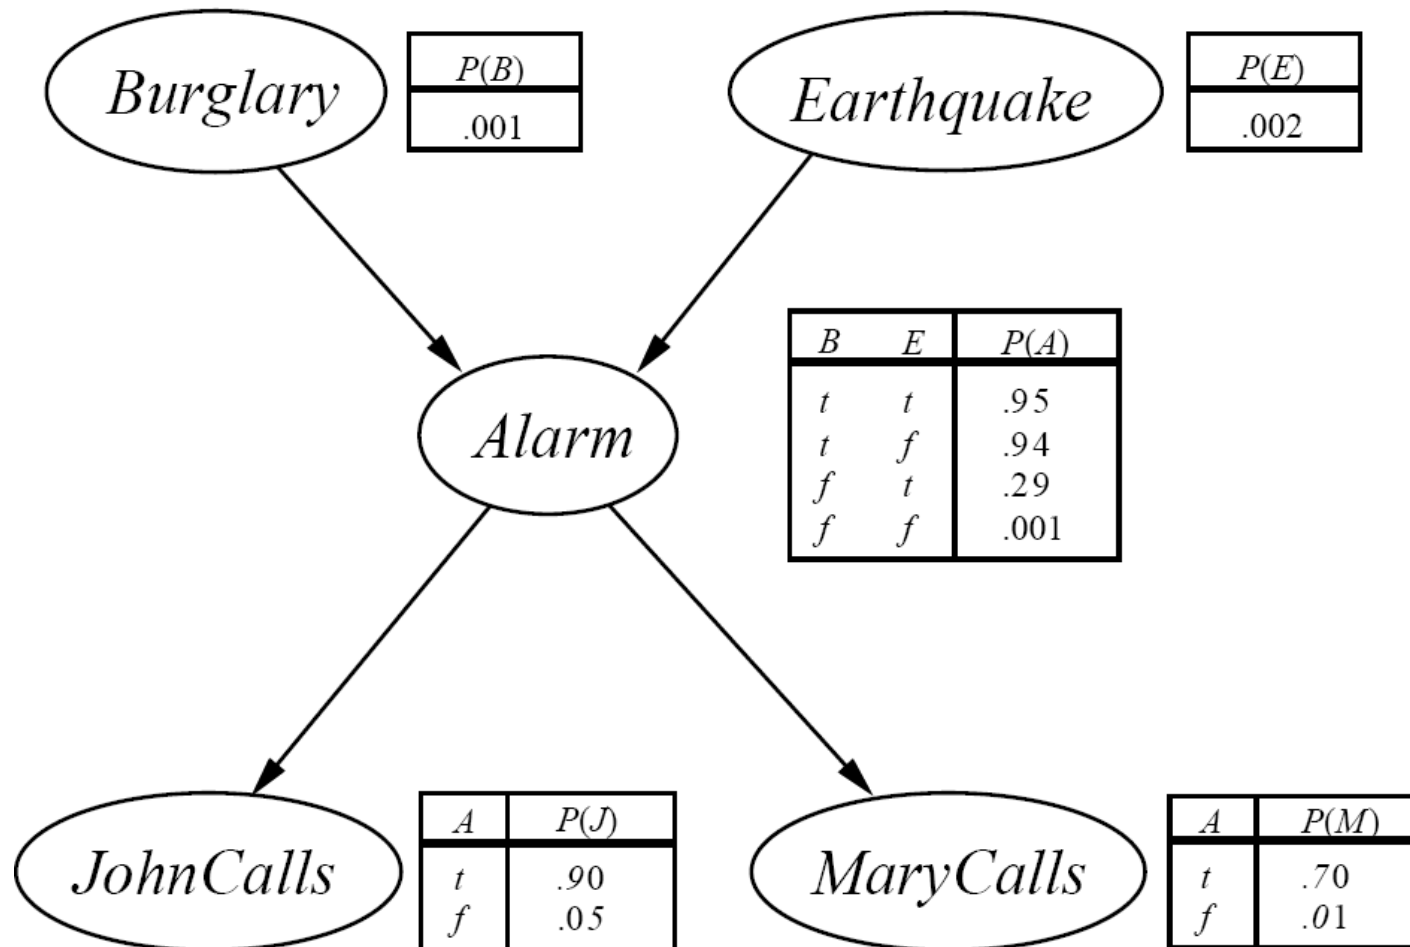 Burglary
P(B)
.001
Earthquake
P(E)
.002
Alarm
B E P(A)
t t .95
t f .94
f t .29
f f .001
JohnCalls
A P(J)
t .90
f .05
MaryCalls
A P(M)
t .70
f .01